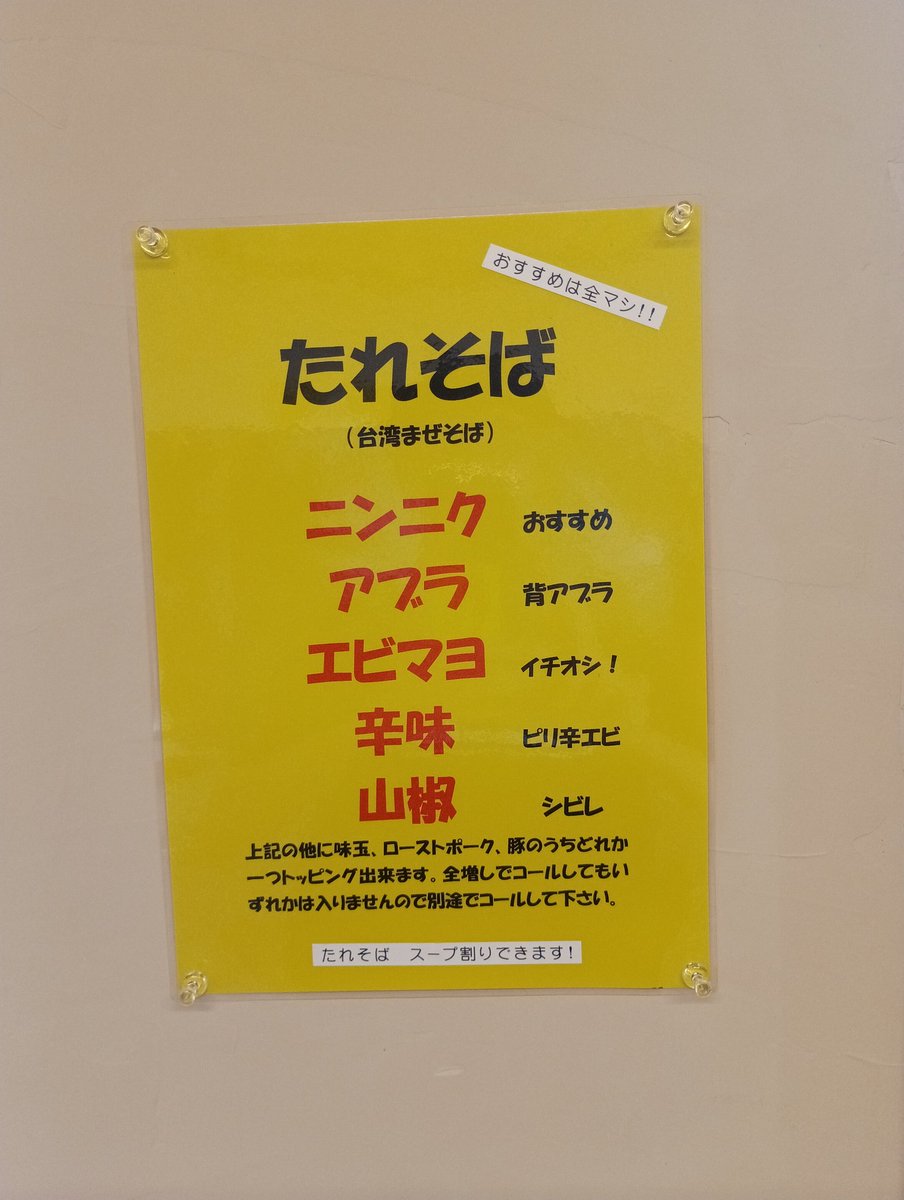 おすすめは全マシ!!
たれそば
(台湾まぜそば)
ニンニク おすすめ
アブラ 背アブラ
エビマヨ イチオシ!
辛味 ピリ辛エビ
山椒 シビレ
上記の他に味玉、ローストポーク、豚のうちどれか
一つトッピング出来ます。全増しでコールしてもい
ずれかは入りませんので別途でコールして下さい。
たれそば スープ割りできます!